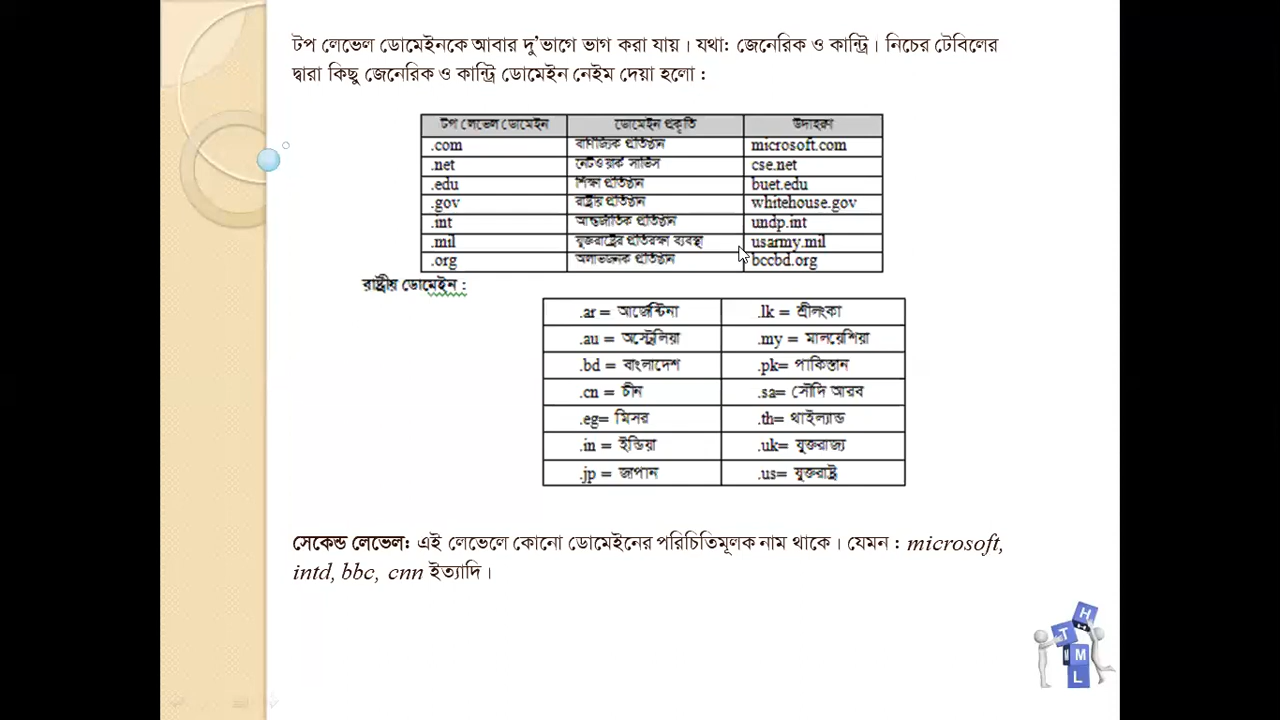 টপ লেভেল ডোমেইনকে আবার দু'ভাগে ভাগ করা যায়। যথা: জেনেরিক ও কান্ট্রি। নিচের টেবিলের
দ্বারা কিছু জেনেরিক ও কান্ট্রি ডোমেইন নেইম দেয়া হলো :
টপ লেভেল ডোমেইন ডোমেইন প্রকৃতি উদাহরণ
.com বাণিজ্যিক প্রতিষ্ঠান microsoft.com
.net নেটওয়ার্ক সার্ভিস cse.net
.edu শিক্ষা প্রতিষ্ঠান buet.edu
.gov রাষ্ট্রীয় প্রতিষ্ঠান whitehouse.gov
.int আন্তর্জাতিক প্রতিষ্ঠান undp.int
.mil যুক্তরাষ্ট্রের প্রতিরক্ষা ব্যবস্থা usarmy.mil
.org অলাভজনক প্রতিষ্ঠান bccbd.org
রাষ্ট্রীয় ডোমেইন :
.ar = আর্জেন্টিনা .lk = শ্রীলংকা
.au = অস্ট্রেলিয়া .my = মালয়েশিয়া
.bd = বাংলাদেশ .pk= পাকিস্তান
.cn = চীন .sa= সৌদি আরব
.eg= মিসর .th= থাইল্যান্ড
.in = ইন্ডিয়া .uk= যুক্তরাজ্য
.jp = জাপান .us= যুক্তরাষ্ট্র
সেকেন্ড লেভেল: এই লেভেলে কোনো ডোমেইনের পরিচিতিমূলক নাম থাকে। যেমন : microsoft,
intd, bbc, cnn ইত্যাদি।
H
T
M
L